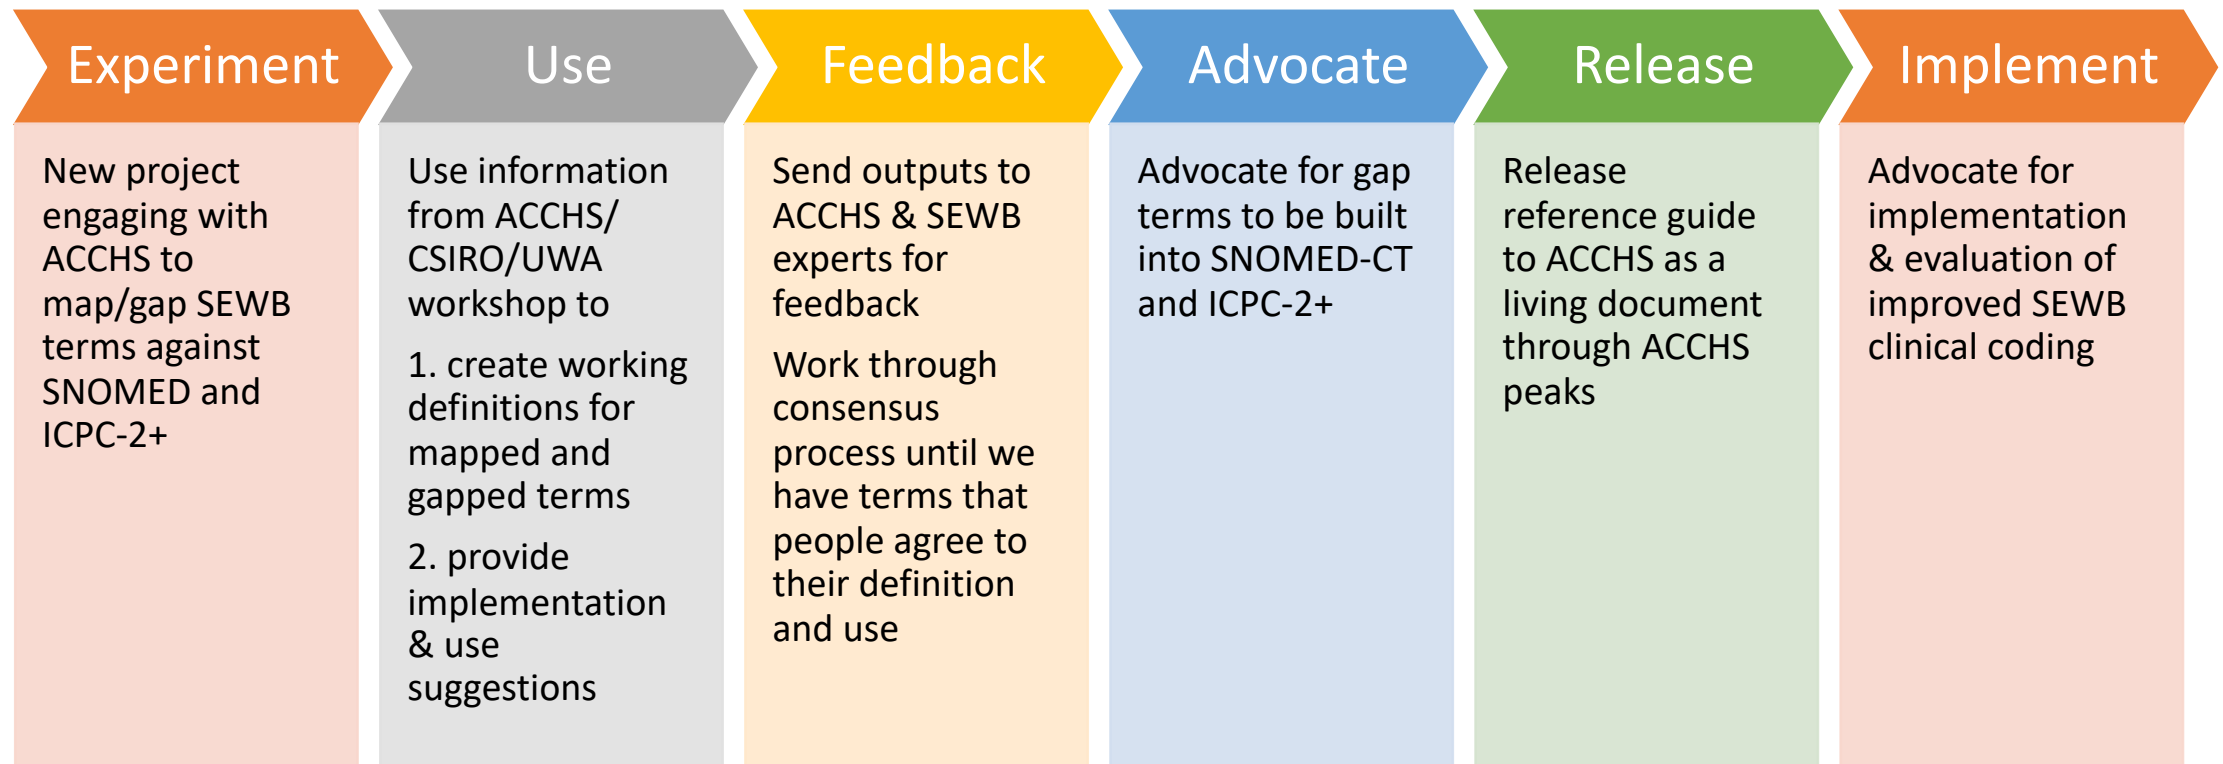 Experiment
New project
engaging with
ACCHS to
map/gap SEWB
terms against
SNOMED and
ICPC-2+
Use
Use information
from ACCHS/
CSIRO/UWA
workshop to
1. create working
definitions for
mapped and
gapped terms
2. provide
implementation
& use
suggestions
Feedback
Send outputs to
ACCHS & SEWB
experts for
feedback
Work through
consensus
process until we
have terms that
people agree to
their definition
and use
Advocate
Advocate for gap
terms to be built
into SNOMED-CT
and ICPC-2+
Release
Release
reference guide
to ACCHS as a
living document
through ACCHS
peaks
Implement
Advocate for
implementation
& evaluation of
improved SEWB
clinical coding